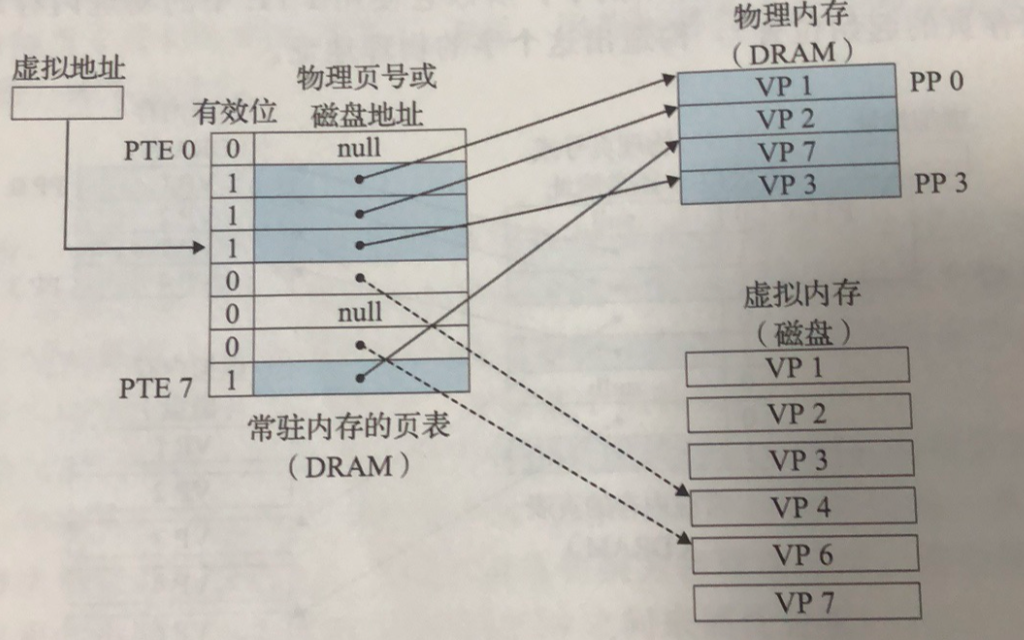 虚拟地址
物理页号或
磁盘地址
有效位
PTE 0
0
null
1
1
1
0
0
null
0
PTE 7
1
常驻内存的页表
（DRAM）
物理内存
（DRAM）
VP 1
PP 0
VP 2
VP 7
VP 3
PP 3
虚拟内存
（磁盘）
VP 1
VP 2
VP 3
VP 4
VP 6
VP 7